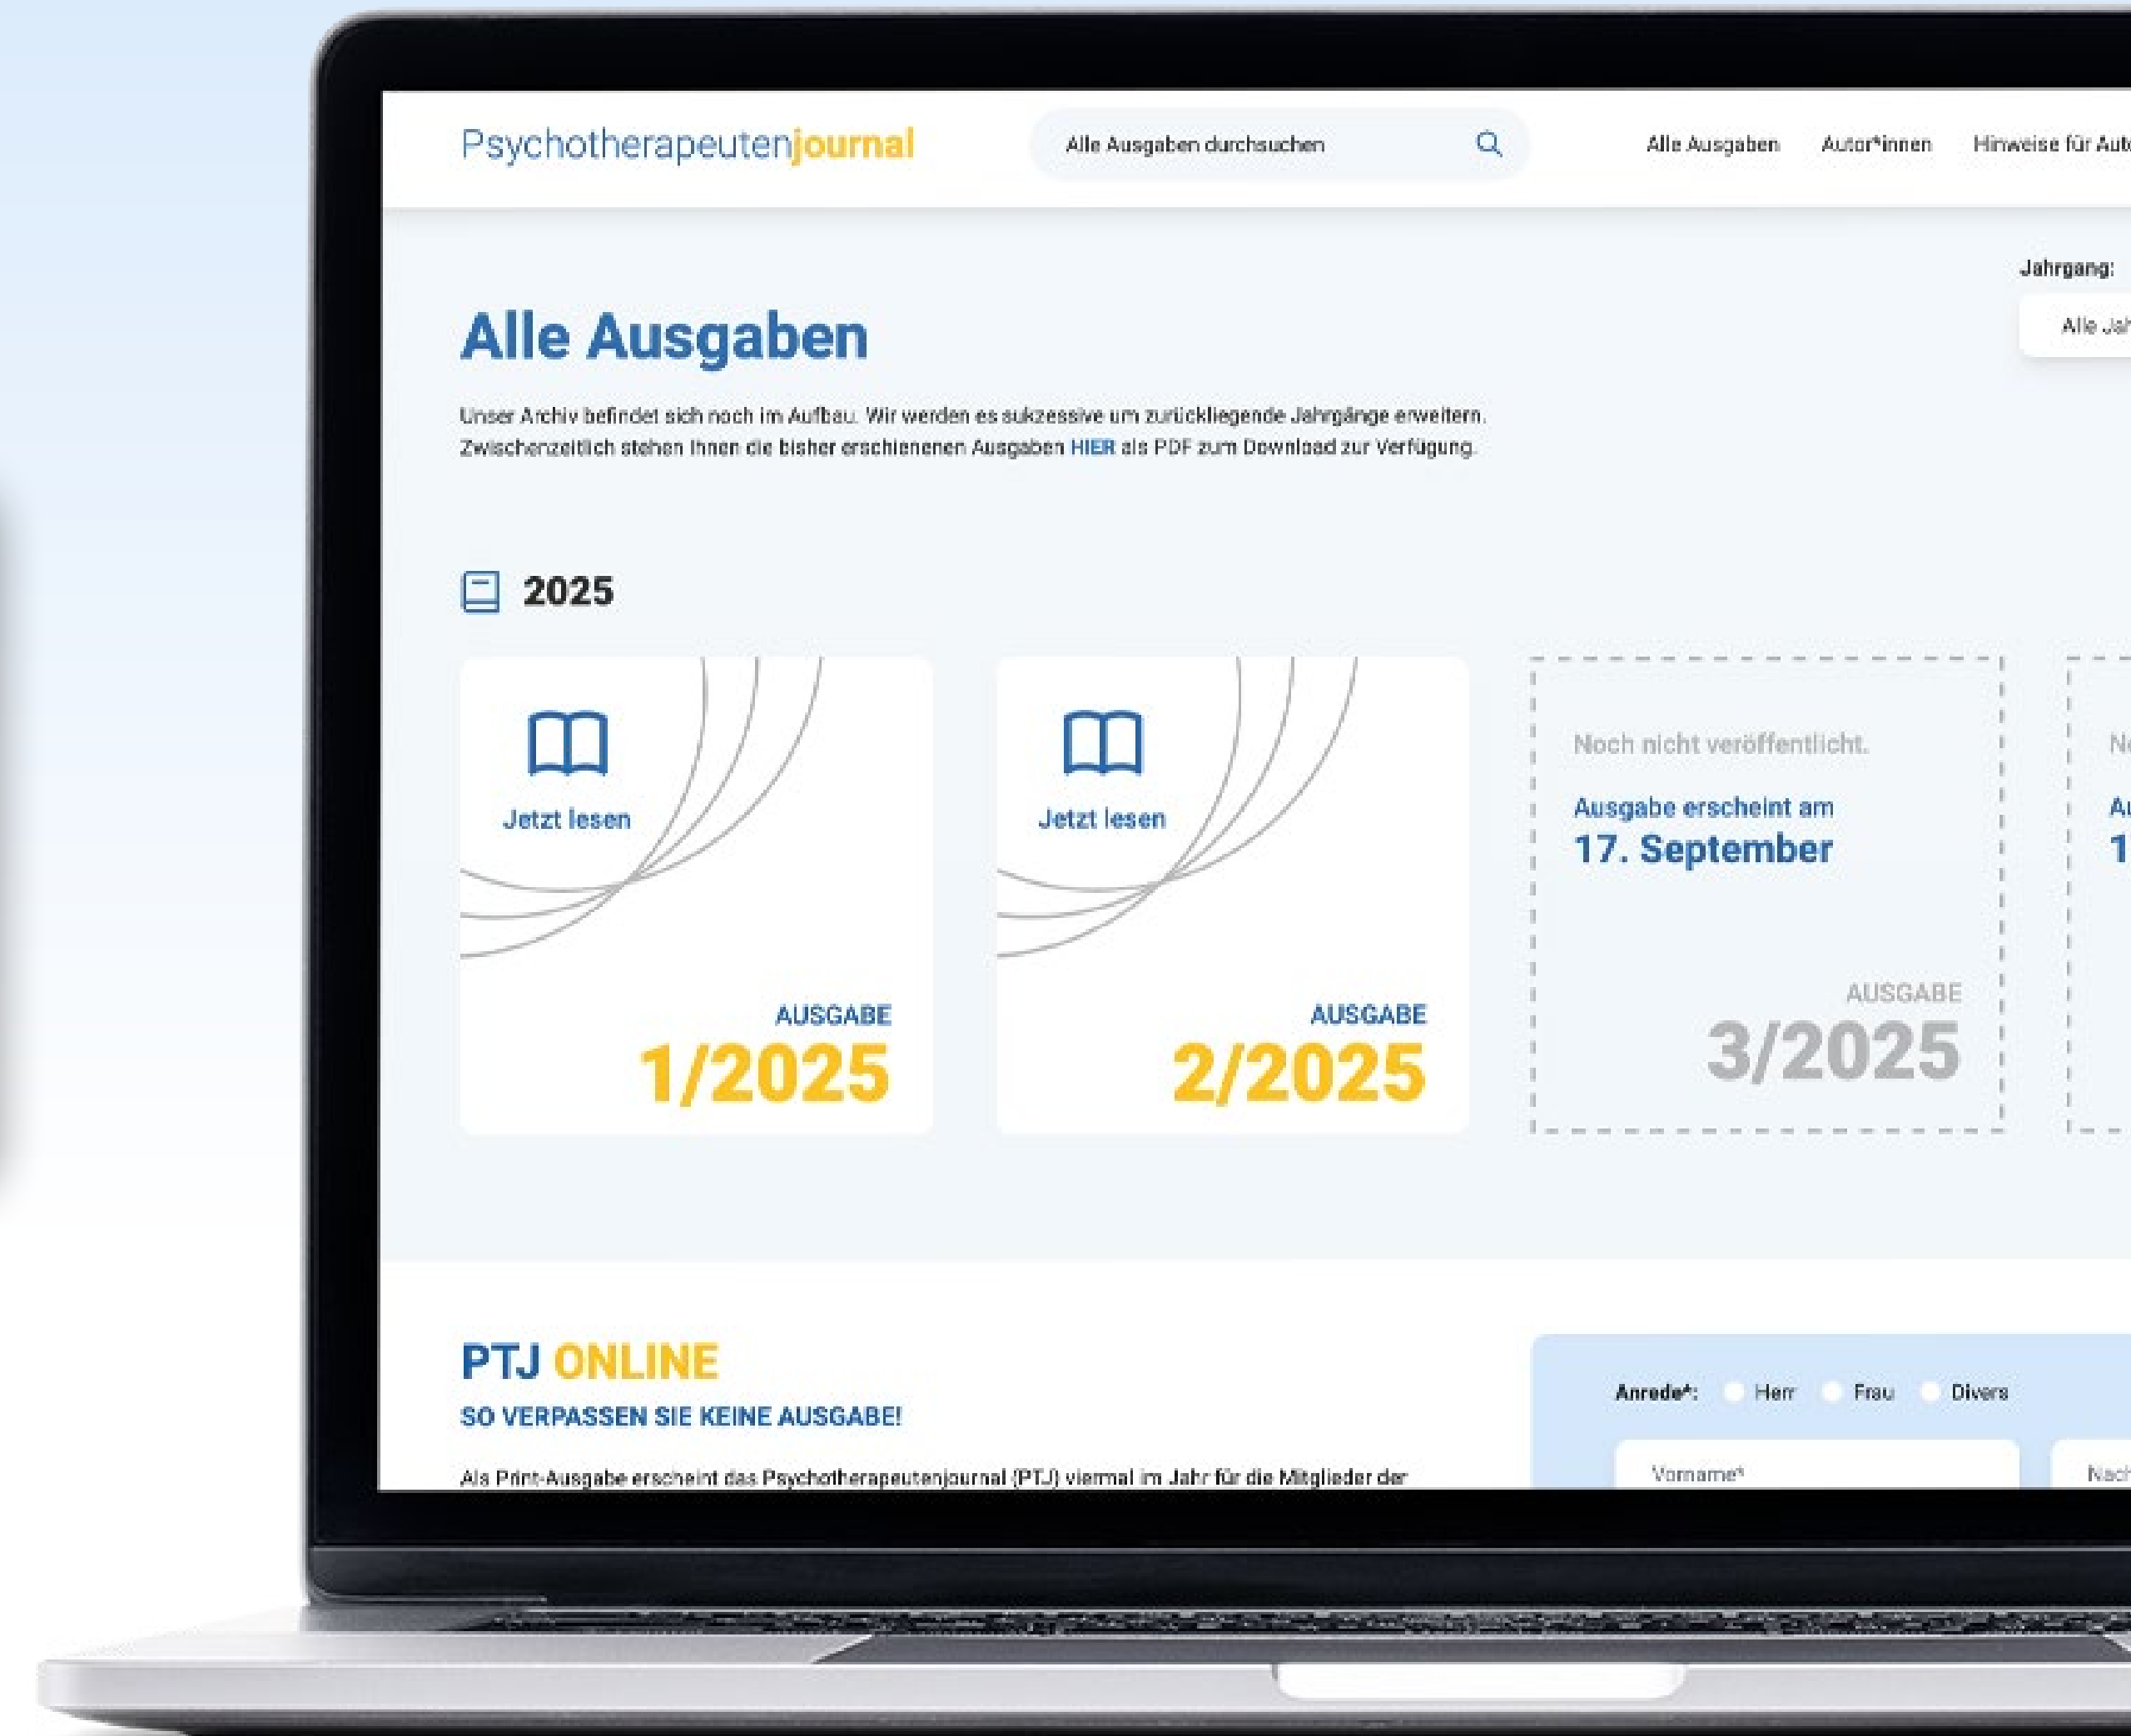 Psychotherapeutenjournal
Alle Ausgaben durchsuchen
Alle Ausgaben Autor*innen Hinweise für
Jahrgang:
Alle
Alle Ausgaben
Unser Archiv befindet sich noch im Aufbau. Wir werden es sukzessive um zurückliegende Jahrgänge erweitern.
Zwischenzeitlich stehen Ihnen die bisher erschienenen Ausgaben HIER als PDF zum Download zur Verfügung.
2025
Jetzt lesen
AUSGABE
1/2025
Jetzt lesen
AUSGABE
2/2025
Noch nicht veröffentlicht.
Ausgabe erscheint am
17. September
AUSGABE
3/2025
PTJ ONLINE
SO VERPASSEN SIE KEINE AUSGABE!
Als Print-Ausgabe erscheint das Psychotherapeutenjournal (PTJ) viermal im Jahr für die Mitglieder der
Anrede*: Herr Frau Divers
Vorname*